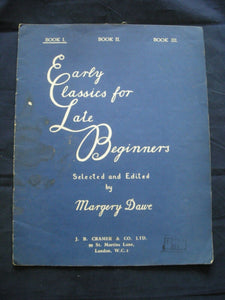 BOOK I. BOOK II. BOOK III.
Early
Classics for
Late
Beginners
Selected and Edited
by
Margery Dawe
J. B. CRAMER & CO. LTD.
99 St. Martins Lane,
London. W.C.2